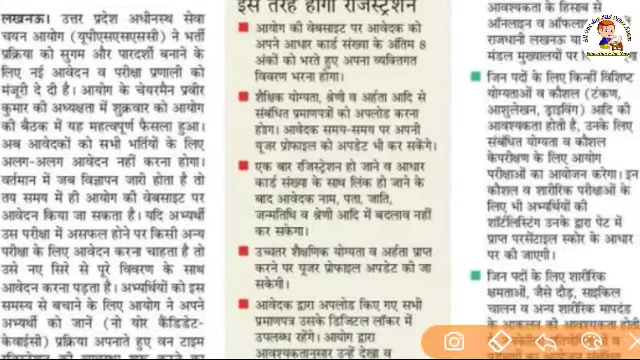 लखनऊ। उत्तर प्रदेश अधीनस्थ सेवा
चयन आयोग (यूपीएसएसएससी) ने भर्ती
प्रक्रिया को सुगम और पारदर्शी बनाने के
लिए नई आवेदन व परीक्षा प्रणाली को
मंजूरी दे दी है। आयोग के चेयरमैन प्रवीर
कुमार की अध्यक्षता में शुक्रवार को आयोग
की बैठक में यह महत्वपूर्ण फैसला हुआ।
अब आवेदकों को सभी भर्तियों के लिए
अलग-अलग आवेदन नहीं करना होगा।
वर्तमान में जब विज्ञापन जारी होता है तो
तय समय में ही आयोग की वेबसाइट पर
आवेदन किया जा सकता है। यदि अभ्यर्थी
उस परीक्षा में असफल होने पर किसी अन्य
परीक्षा के लिए आवेदन करना चाहता है तो
उसे नए सिरे से पूरे विवरण के साथ
आवेदन करना पड़ता है। अभ्यर्थियों को इस
समस्य से बचाने के लिए आयोग ने अपने
अभ्यर्थी को जानें (नो योर कैंडिडेट-
केवाईसी) प्रक्रिया अपनाते हुए वन टाइम
इस तरह होगा रजिस्ट्रेशन
आयोग की वेबसाइट पर आवेदक को
अपने आधार कार्ड संख्या के अंतिम 8
अंकों को भरते हुए अपना व्यक्तिगत
विवरण भरना होगा।
शैक्षिक योग्यता, श्रेणी व अर्हता आदि से
संबंधित प्रमाणपत्रों को अपलोड करना
होगा। आवेदक समय-समय पर अपनी
यूजर प्रोफाइल को अपडेट भी कर सकेंगे।
एक बार रजिस्ट्रेशन हो जाने व आधार
कार्ड संख्या के साथ लिंक हो जाने के
बाद आवेदक नाम, पता, जाति,
जन्मतिथि व श्रेणी आदि में बदलाव नहीं
कर सकेगा।
उच्चतर शैक्षणिक योग्यता व अर्हता प्राप्त
करने पर यूजर प्रोफाइल अपडेट की जा
सकेगी।
आवेदक द्वारा अपलोड किए गए सभी
प्रमाणपत्र उसके डिजिटल लॉकर में
उपलब्ध रहेंगे। आयोग द्वारा
आवश्यकतानुसार उन्हें देखा व
आवश्यकता के हिसाब से
ऑनलाइन व ऑफला
राजधानी लखनऊ या
मंडल मुख्यालयों पर
जिन पदों के लिए किन्हीं विशिष्ट
योग्यताओं व कौशल (टंकण,
आशुलेखन, ड्राइविंग) आदि की
आवश्यकता होती है, उनके लिए
संबंधित योग्यता व कौशल
केपरीक्षण के लिए आयोग
परीक्षाओं का आयोजन करेगा। इन
कौशल व शारीरिक परीक्षाओं के
लिए भी अभ्यर्थियों की
शॉर्टलिस्टिंग उनके द्वारा पेट में
प्राप्त परसेंटाइल स्कोर के आधार
पर की जाएगी।
जिन पदों के लिए शारीरिक
क्षमताओं, जैसे दौड़, साइकिल
चालन व अन्य शारीरिक मापदंड